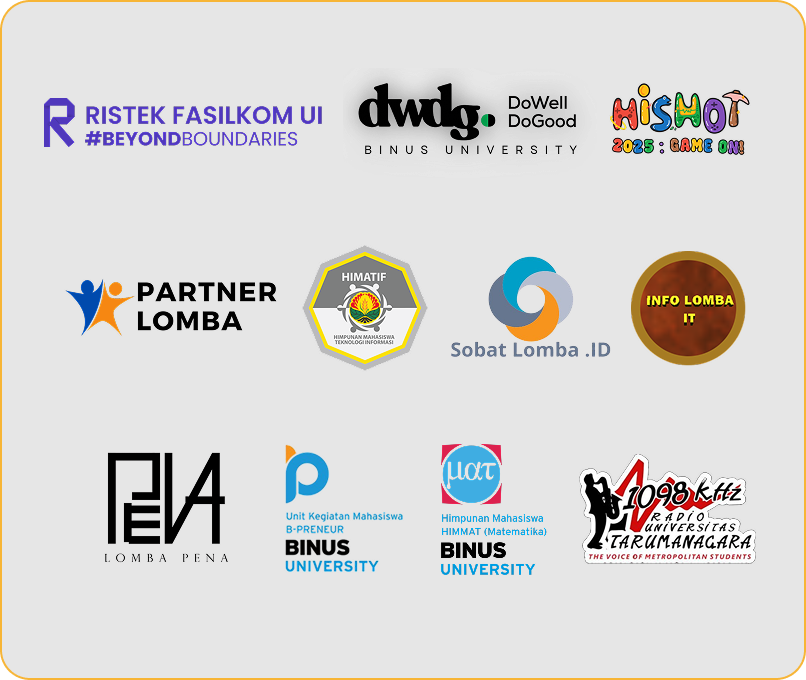 RISTEK FASILKOM UI
#BEYONDBOUNDARIES
dwdg.
DoWell
DoGood
BINUS UNIVERSITY
HISHOT
2025 : GAME ON!
PARTNER
LOMBA
HIMATIF
HIMPUNAN MAHASISWA
TEKNOLOGI INFORMASI
Sobat Lomba .ID
INFO LOMBA
IT
PENA
LOMBA PENA
Unit Kegiatan Mahasiswa
B-PRENEUR
BINUS
UNIVERSITY
ματ
Himpunan Mahasiswa
HIMMAT (Matematika)
BINUS
UNIVERSITY
1098 KHz
RADIO
UNIVERSITAS
TARUMANAGARA
THE VOICE OF METROPOLITAN STUDENTS